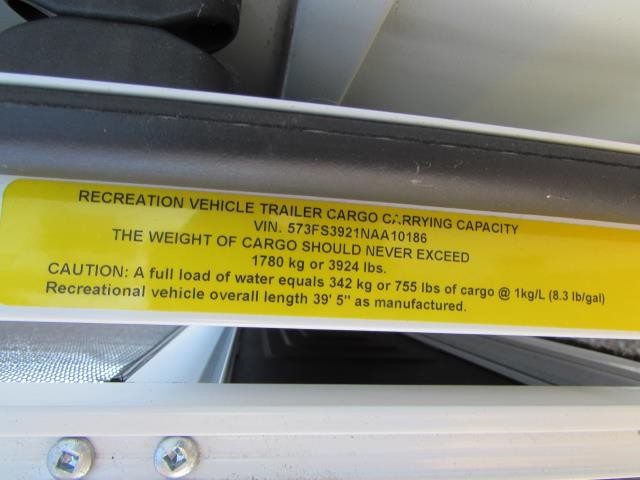 RECREATION VEHICLE TRAILER CARGO CARRYING CAPACITY
VIN. 573FS3921NAA10186
THE WEIGHT OF CARGO SHOULD NEVER EXCEED
1780 kg or 3924 lbs.
CAUTION: A full load of water equals 342 kg or 755 lbs of cargo @ 1kg/L (8.3 lb/gal)
Recreational vehicle overall length 39' 5" as manufactured.